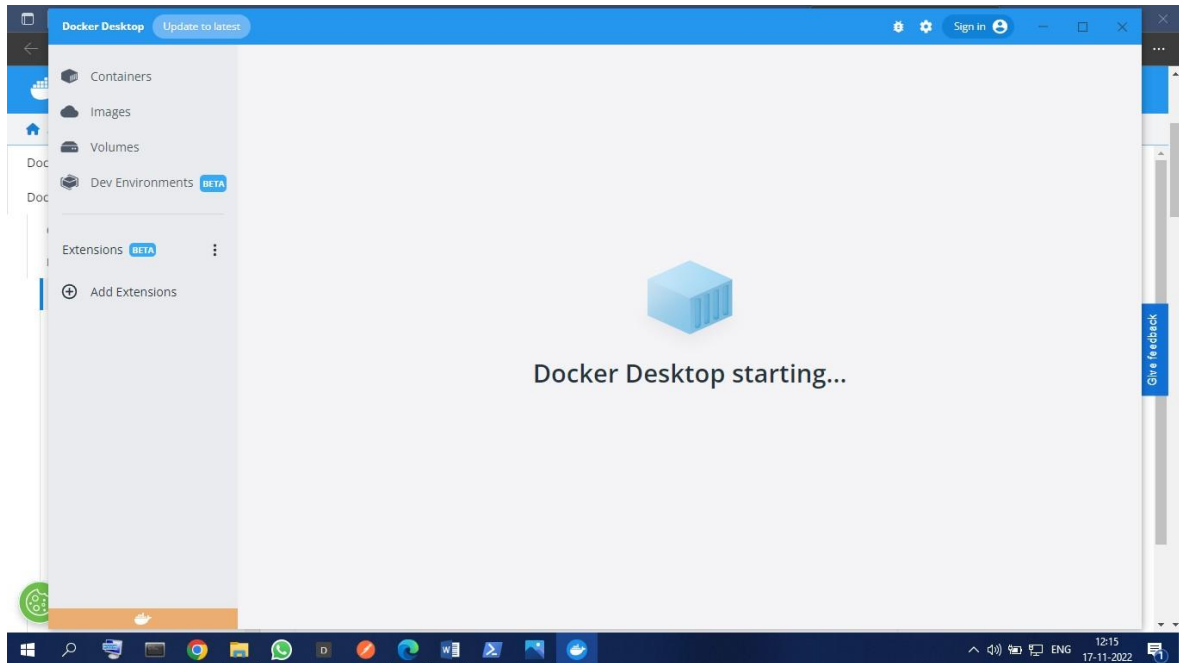 Docker Desktop Update to latest Sign in
Containers
Images
Volumes
Doc
Dev Environments BETA
Doc
Extensions BETA
Add Extensions
Docker Desktop starting...
Give feedback
D
ENG
12:15
17-11-2022
1